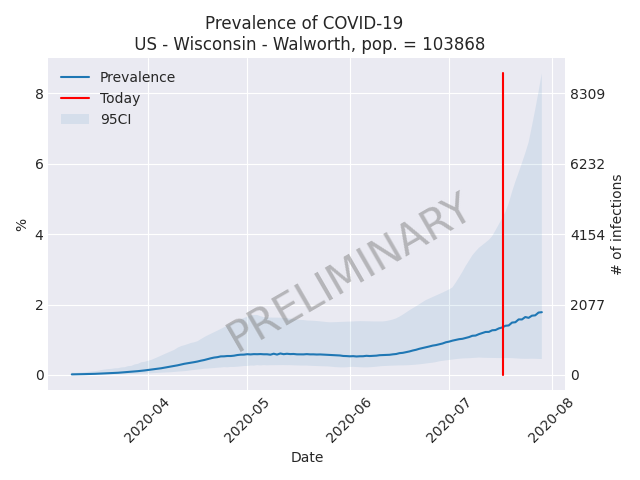 Prevalence of COVID-19
US - Wisconsin - Walworth, pop. = 103868
Prevalence
Today
95CI
8
6
4
2
0
%
8309
6232
4154
2077
0
# of infections
PRELIMINARY
2020-04
2020-05
2020-06
2020-07
2020-08
Date